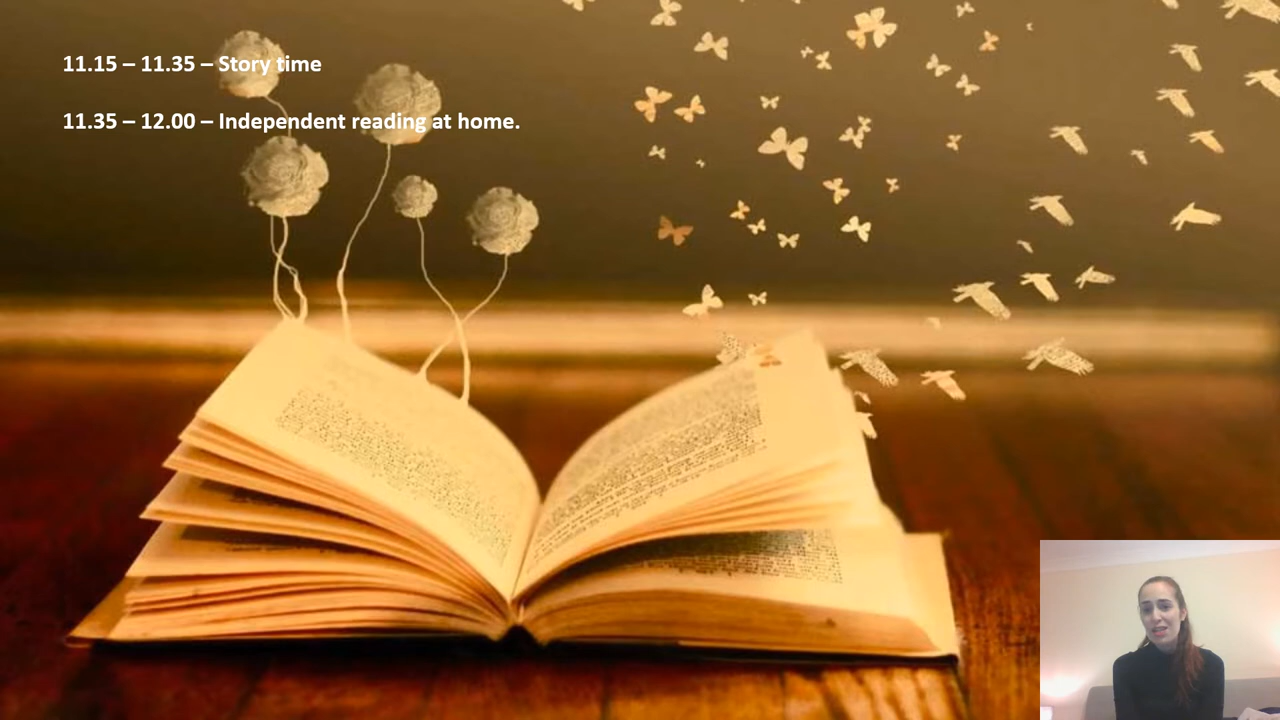 11.15 – 11.35 – Story time
11.35 – 12.00 – Independent reading at home.